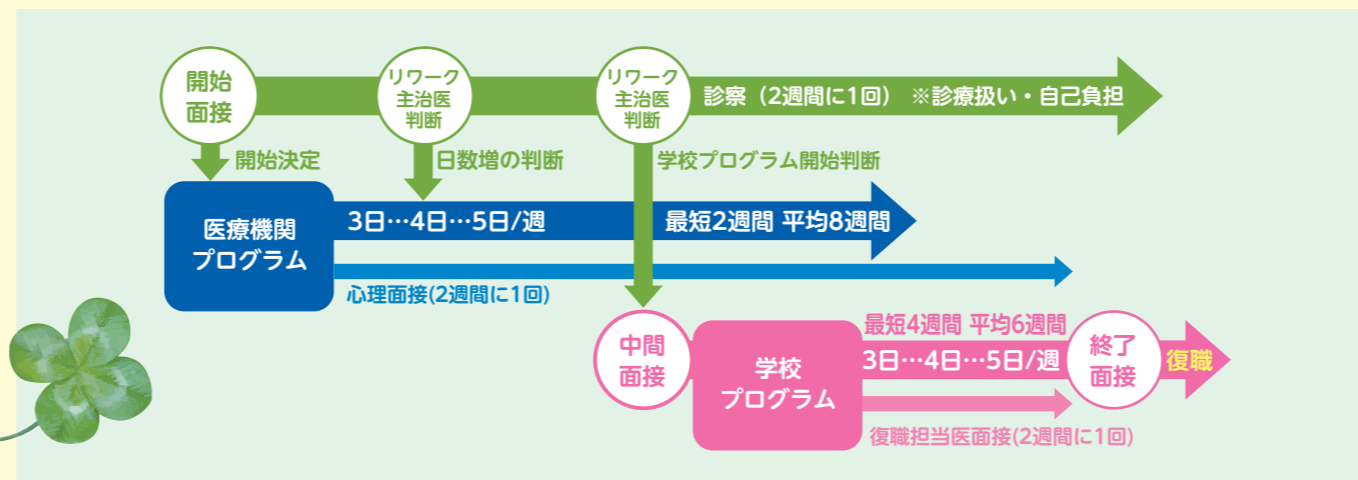 開始
面接
リワーク
主治医
判断
リワーク
主治医
判断
診察（2週間に1回）　※診療扱い・自己負担
開始決定
日数増の判断
学校プログラム開始判断
医療機関
プログラム
3日…4日…5日/週
最短2週間 平均8週間
心理面接(2週間に1回)
中間
面接
学校
プログラム
最短4週間 平均6週間
3日…4日…5日/週
終了
面接
復職
復職担当医面接(2週間に1回)